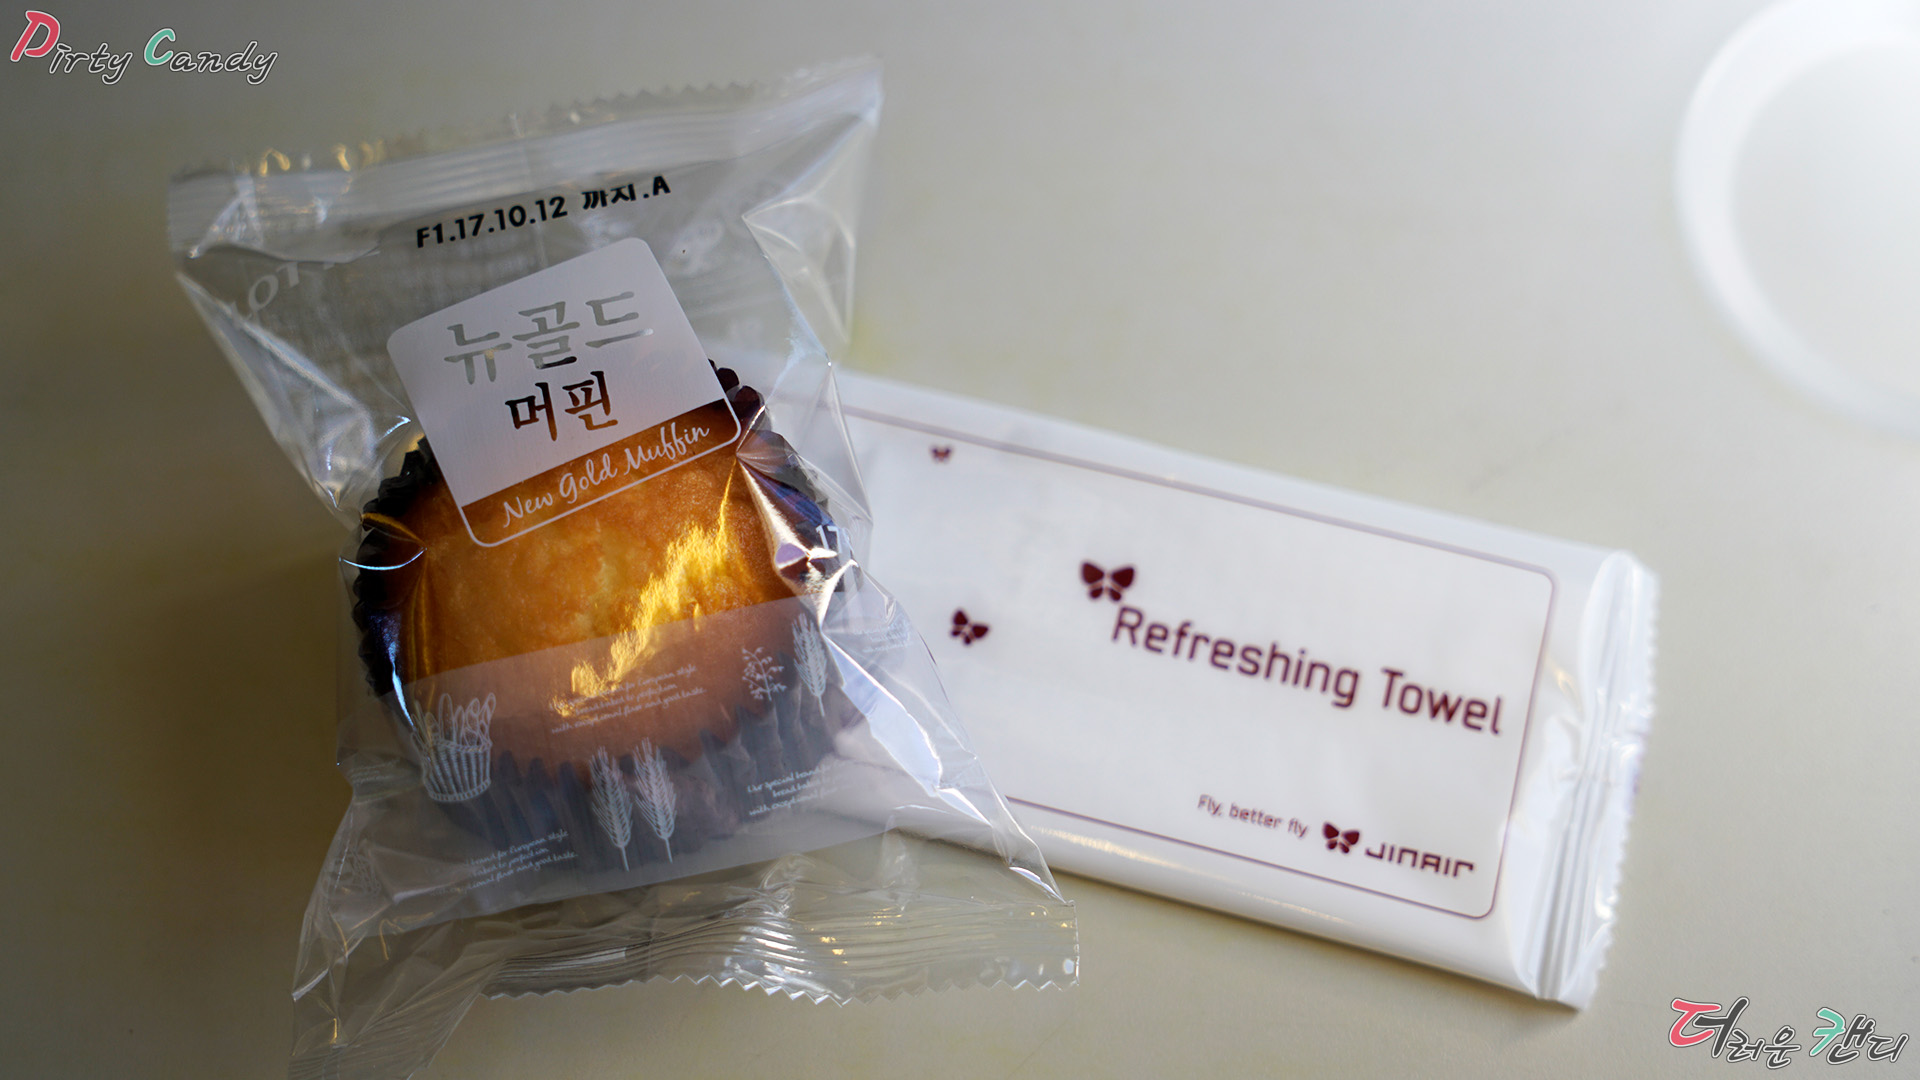 Dirty Candy
F1.17.10.12 까지.A
뉴골드
머핀
New Gold Muffin
Refreshing Towel
Fly, better fly
JINAIR
더러운 캔디